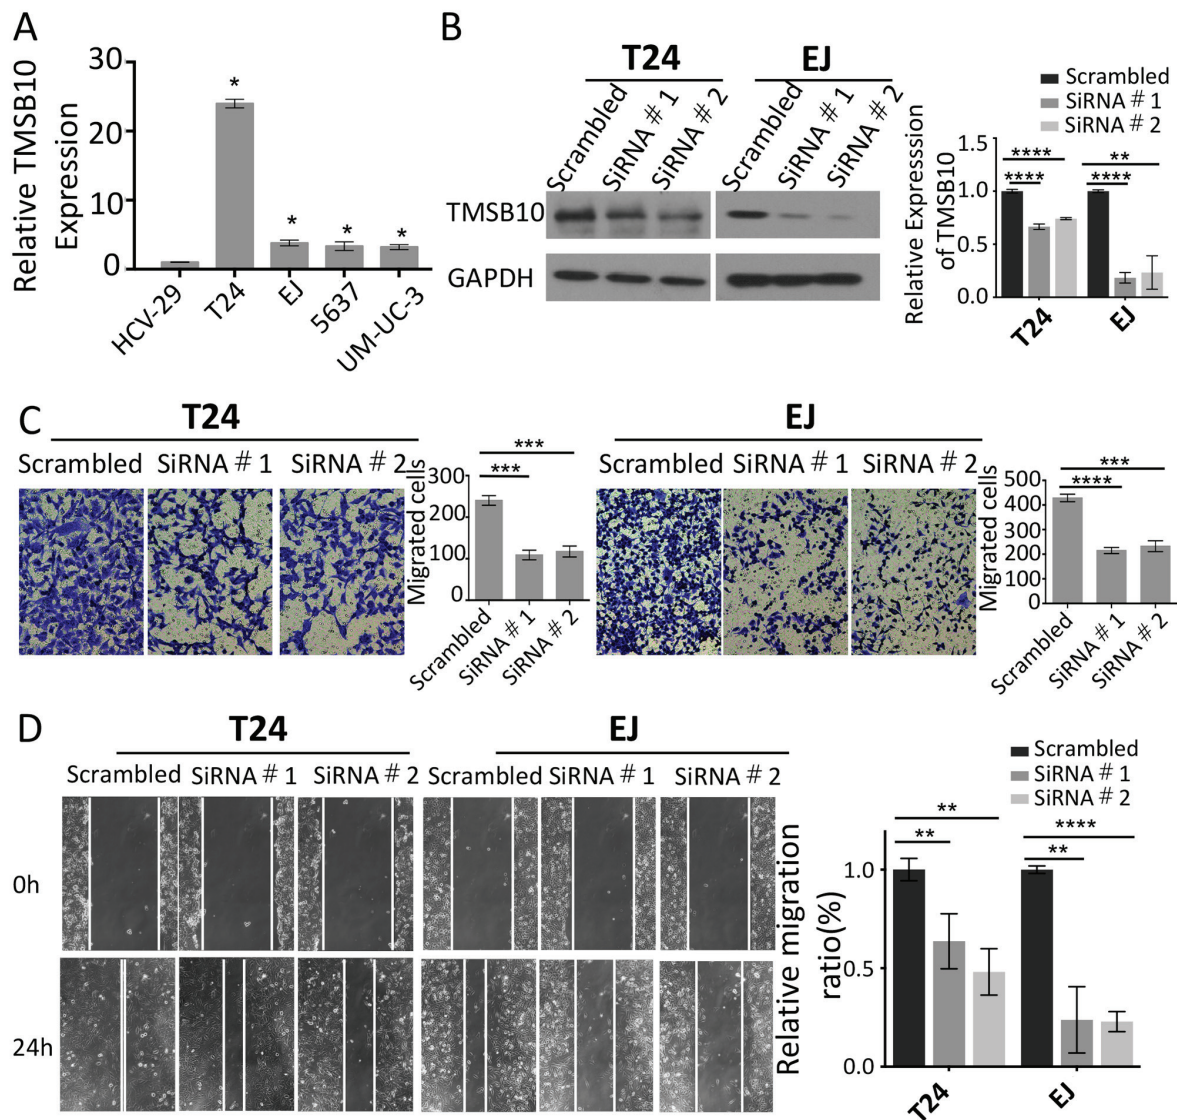 A
Relative TMSB10
Expression
30
20
10
0
*
*
*
*
HCV-29
T24
EJ
5637
UM-UC-3
B
T24
EJ
Scrambled
SiRNA # 1
SiRNA # 2
Scrambled
SiRNA # 1
SiRNA # 2
TMSB10
GAPDH
Scrambled
SiRNA # 1
SiRNA # 2
Relative Expresssion
of TMSB10
1.5
1.0
0.5
0.0
****
****
**
****
T24
EJ
C
T24
Scrambled SiRNA # 1 SiRNA # 2
Migrated cells
300
200
100
0
***
***
Scrambled
SiRNA # 1
SiRNA # 2
EJ
Scrambled SiRNA # 1 SiRNA # 2
Migrated cells
500
400
300
200
100
0
***
****
Scrambled
SiRNA # 1
SiRNA # 2
D
T24
EJ
Scrambled SiRNA # 1 SiRNA # 2 Scrambled SiRNA # 1 SiRNA # 2
0h
24h
Scrambled
SiRNA # 1
SiRNA # 2
Relative migration
ratio(%)
1.0
0.5
0.0
**
**
****
**
T24
EJ